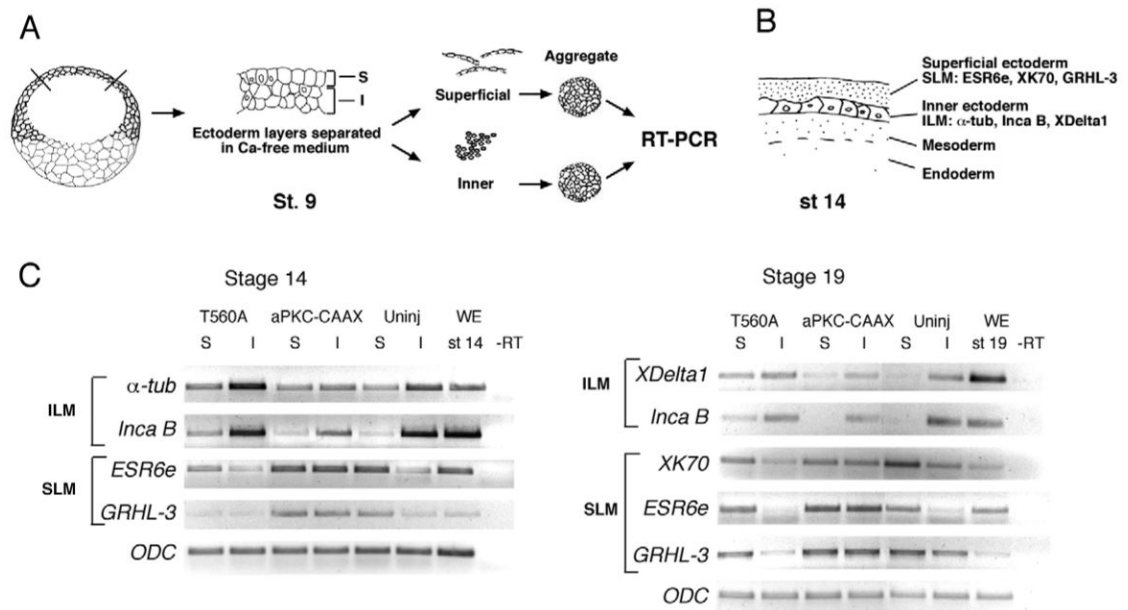 A
S
I
Ectoderm layers separated
in Ca-free medium
St. 9
Superficial
Inner
Aggregate
RT-PCR
B
Superficial ectoderm
SLM: ESR6e, XK70, GRHL-3
Inner ectoderm
ILM: α-tub, Inca B, XDelta1
Mesoderm
Endoderm
st 14
C
Stage 14
T560A aPKC-CAAX Uninj WE
S I S I S I st 14 -RT
ILM
α-tub
Inca B
SLM
ESR6e
GRHL-3
ODC
Stage 19
T560A aPKC-CAAX Uninj WE
S I S I S I st 19 -RT
ILM
XDelta1
Inca B
SLM
XK70
ESR6e
GRHL-3
ODC